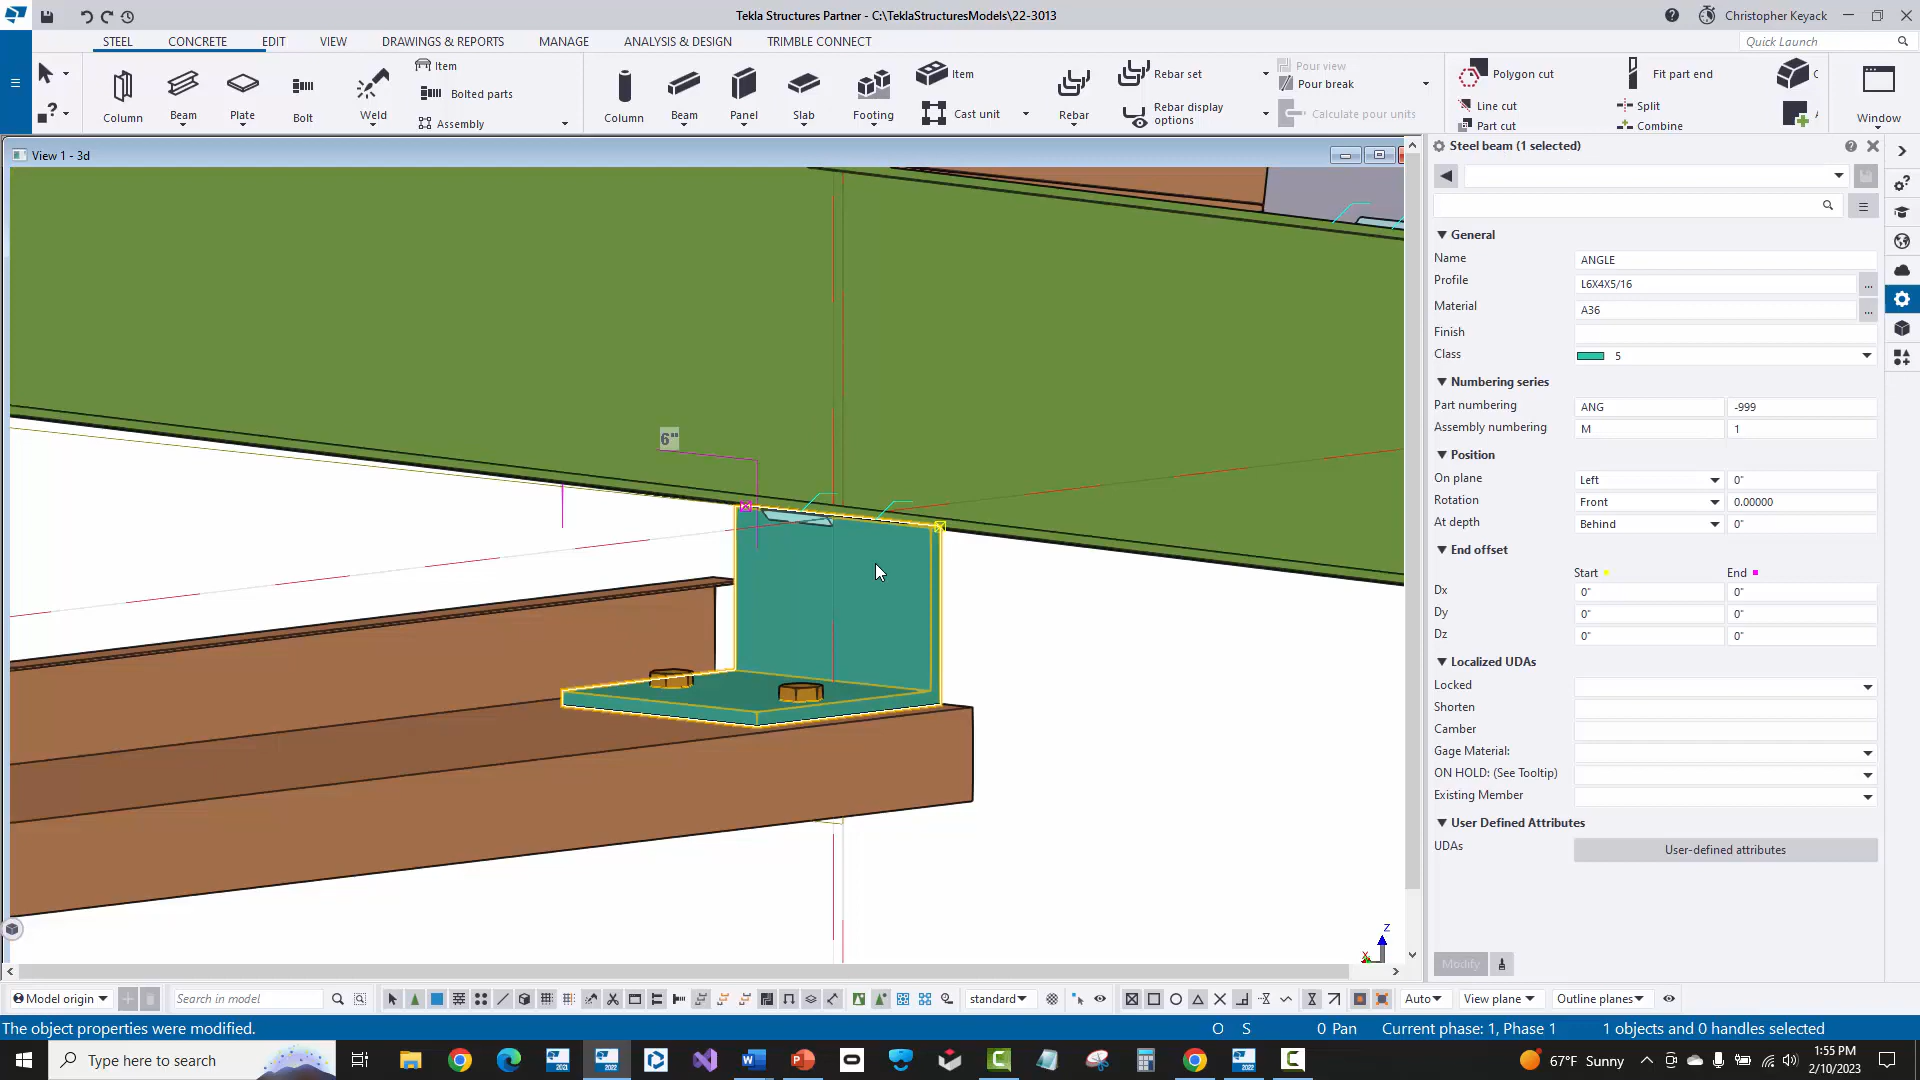 Tekla Structures Partner - C:\TeklaStructuresModels\22-3013
Christopher Keyack
STEEL CONCRETE EDIT VIEW DRAWINGS & REPORTS MANAGE ANALYSIS & DESIGN TRIMBLE CONNECT
Quick Launch
Column Beam Plate Bolt Weld
Item
Bolted parts
Assembly
Column Beam Panel Slab Footing
Item
Cast unit
Rebar
Rebar set
Rebar display options
Pour view
Pour break
Calculate pour units
Polygon cut
Line cut
Part cut
Fit part end
Split
Combine
Window
View 1 - 3d
6"
Z
Steel beam (1 selected)
General
Name ANGLE
Profile L6X4X5/16 ...
Material A36 ...
Finish
Class 5
Numbering series
Part numbering ANG -999
Assembly numbering M 1
Position
On plane Left 0"
Rotation Front 0.00000
At depth Behind 0"
End offset
Start End
Dx 0" 0"
Dy 0" 0"
Dz 0" 0"
Localized UDAs
Locked
Shorten
Camber
Gage Material:
ON HOLD: (See Tooltip)
Existing Member
User Defined Attributes
UDAs User-defined attributes
Modify
Model origin Search in model standard Auto View plane Outline planes
The object properties were modified. O S 0 Pan Current phase: 1, Phase 1 1 objects and 0 handles selected
Type here to search
67°F Sunny
1:55 PM
2/10/2023